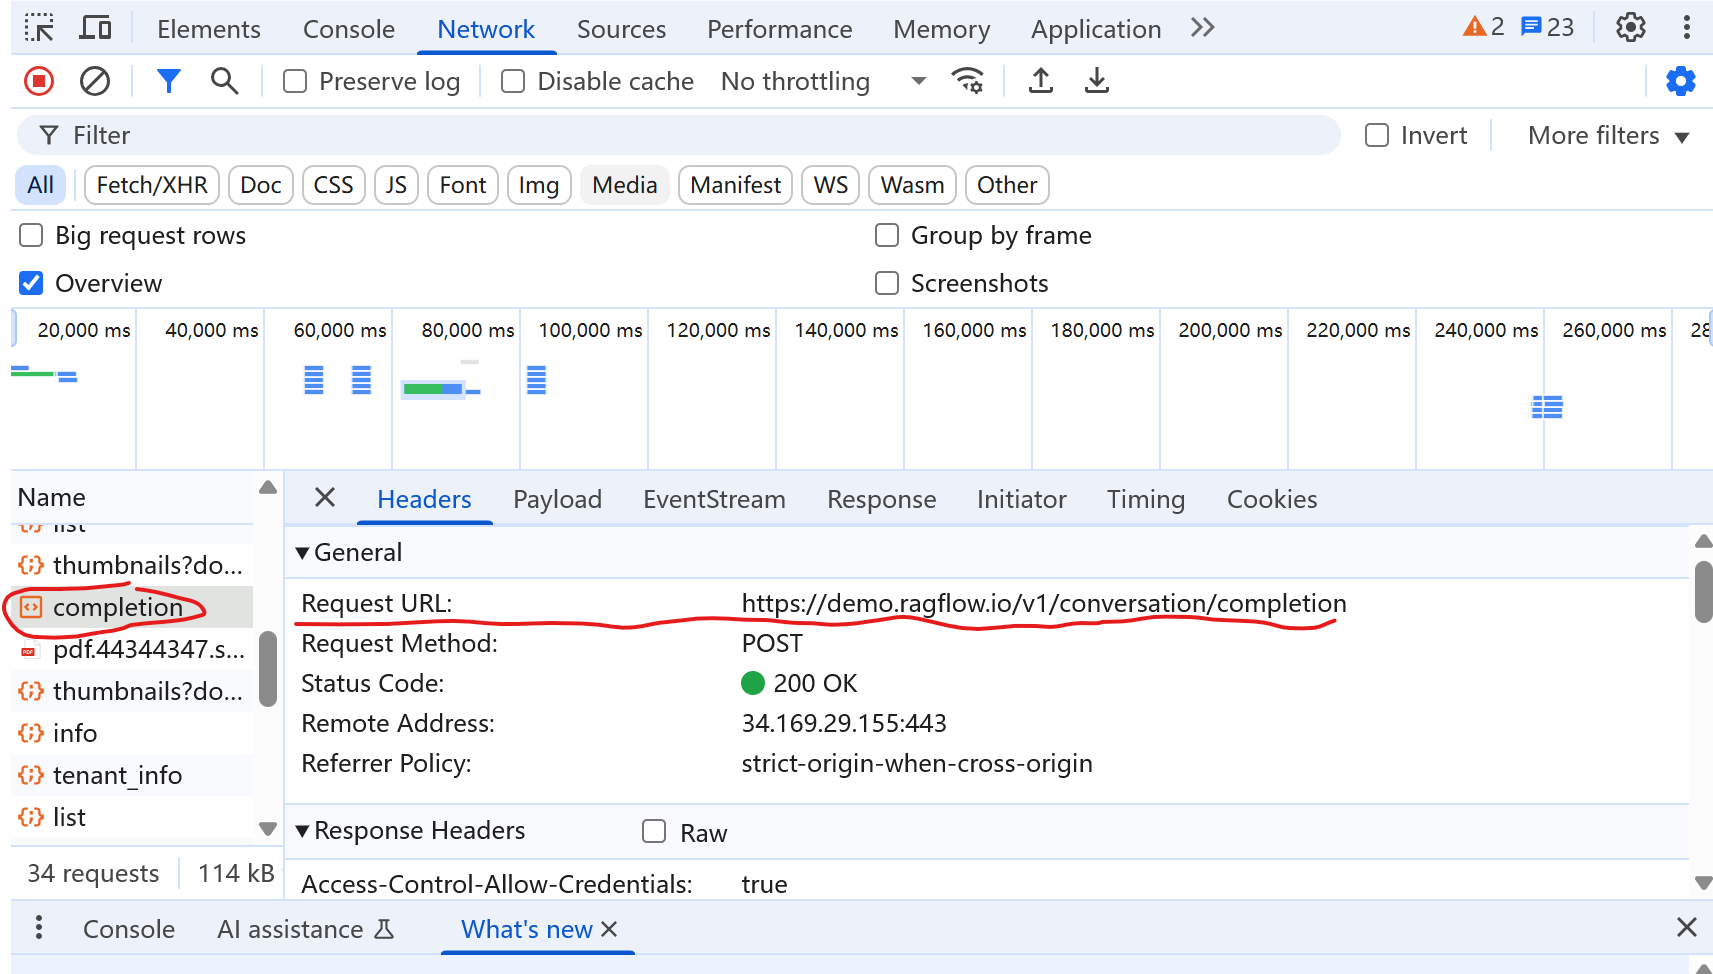 Elements Console Network Sources Performance Memory Application 2 23
Preserve log Disable cache No throttling
Filter Invert More filters
All Fetch/XHR Doc CSS JS Font Img Media Manifest WS Wasm Other
Big request rows Group by frame
Overview Screenshots
20,000 ms 40,000 ms 60,000 ms 80,000 ms 100,000 ms 120,000 ms 140,000 ms 160,000 ms 180,000 ms 200,000 ms 220,000 ms 240,000 ms 260,000 ms 28
Name
list
thumbnails?do...
completion
pdf.44344347.s...
thumbnails?do...
info
tenant_info
list
34 requests 114 kB
Headers Payload EventStream Response Initiator Timing Cookies
General
Request URL: https://demo.ragflow.io/v1/conversation/completion
Request Method: POST
Status Code: 200 OK
Remote Address: 34.169.29.155:443
Referrer Policy: strict-origin-when-cross-origin
Response Headers Raw
Access-Control-Allow-Credentials: true
Console AI assistance What's new